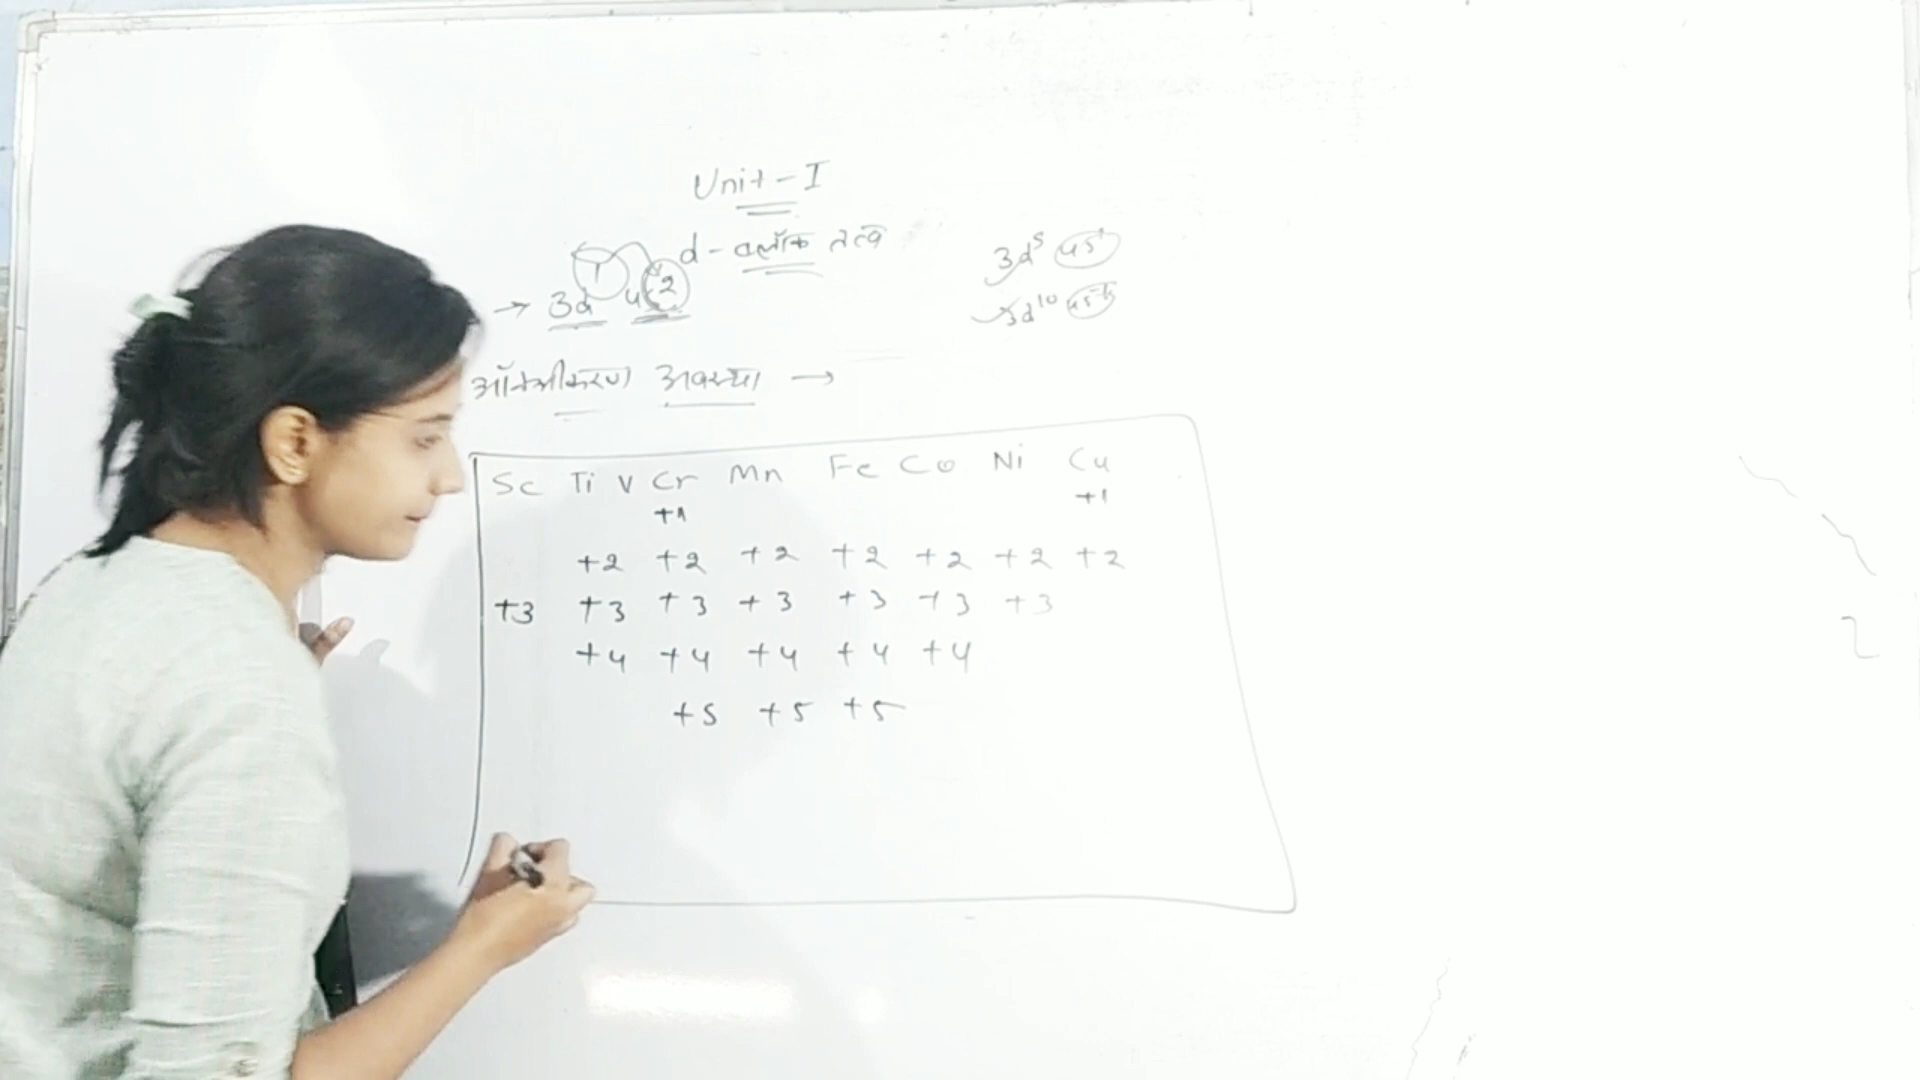 Unit - I
d - ब्लॉक तत्व
3d⁵ 4s¹
→ 3d¹ 4s²
3d¹⁰ 4s¹
ऑक्सीकरण अवस्था →
Sc Ti V Cr Mn Fe Co Ni Cu
+1 +1
+2 +2 +2 +2 +2 +2 +2
+3 +3 +3 +3 +3 +3 +3
+4 +4 +4 +4 +4
+5 +5 +5